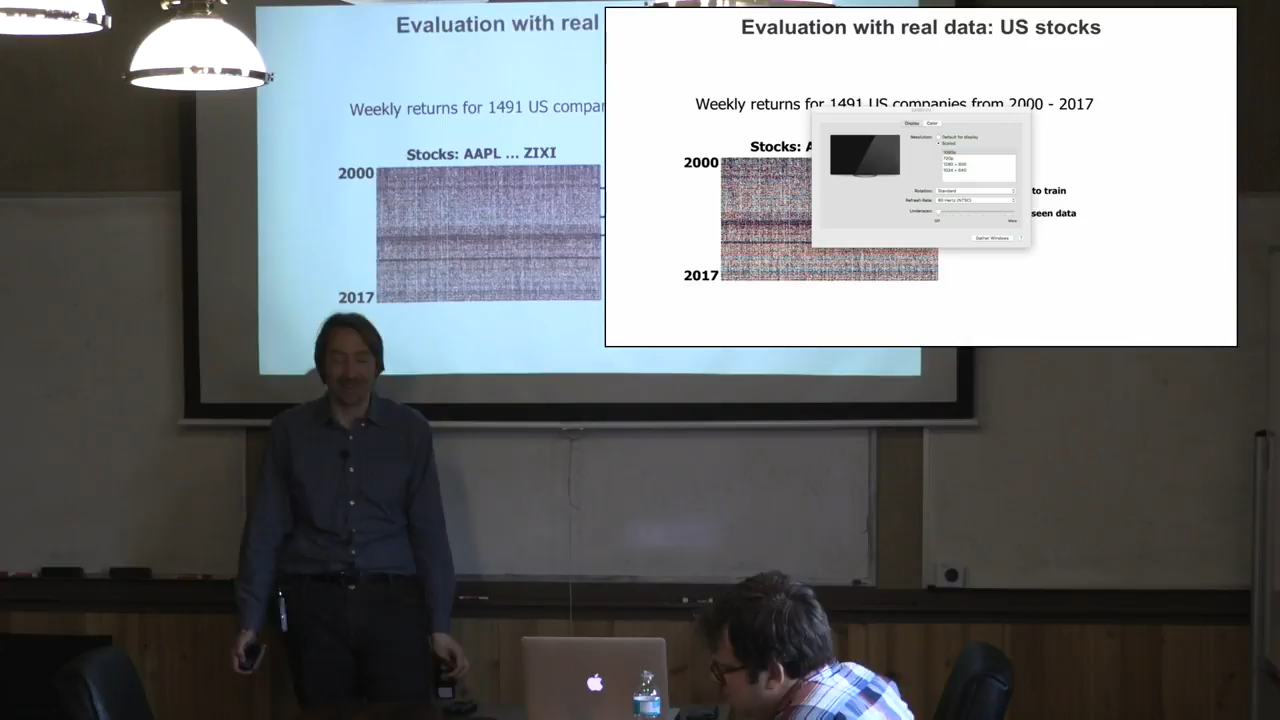 Evaluation with real
Weekly returns for 1491 US compar
Stocks: AAPL ... ZIXI
2000
2017
Evaluation with real data: US stocks
Weekly returns for 1491 US companies from 2000 - 2017
Stocks: A
2000
2017
to train
seen data
Display Color
Resolution: Default for display
Scaled
1080p
720p
1024 × 640
Rotation: Standard
Refresh Rate: 60 Hertz (NTSC)
Underscan:
Off More
Gather Windows ?